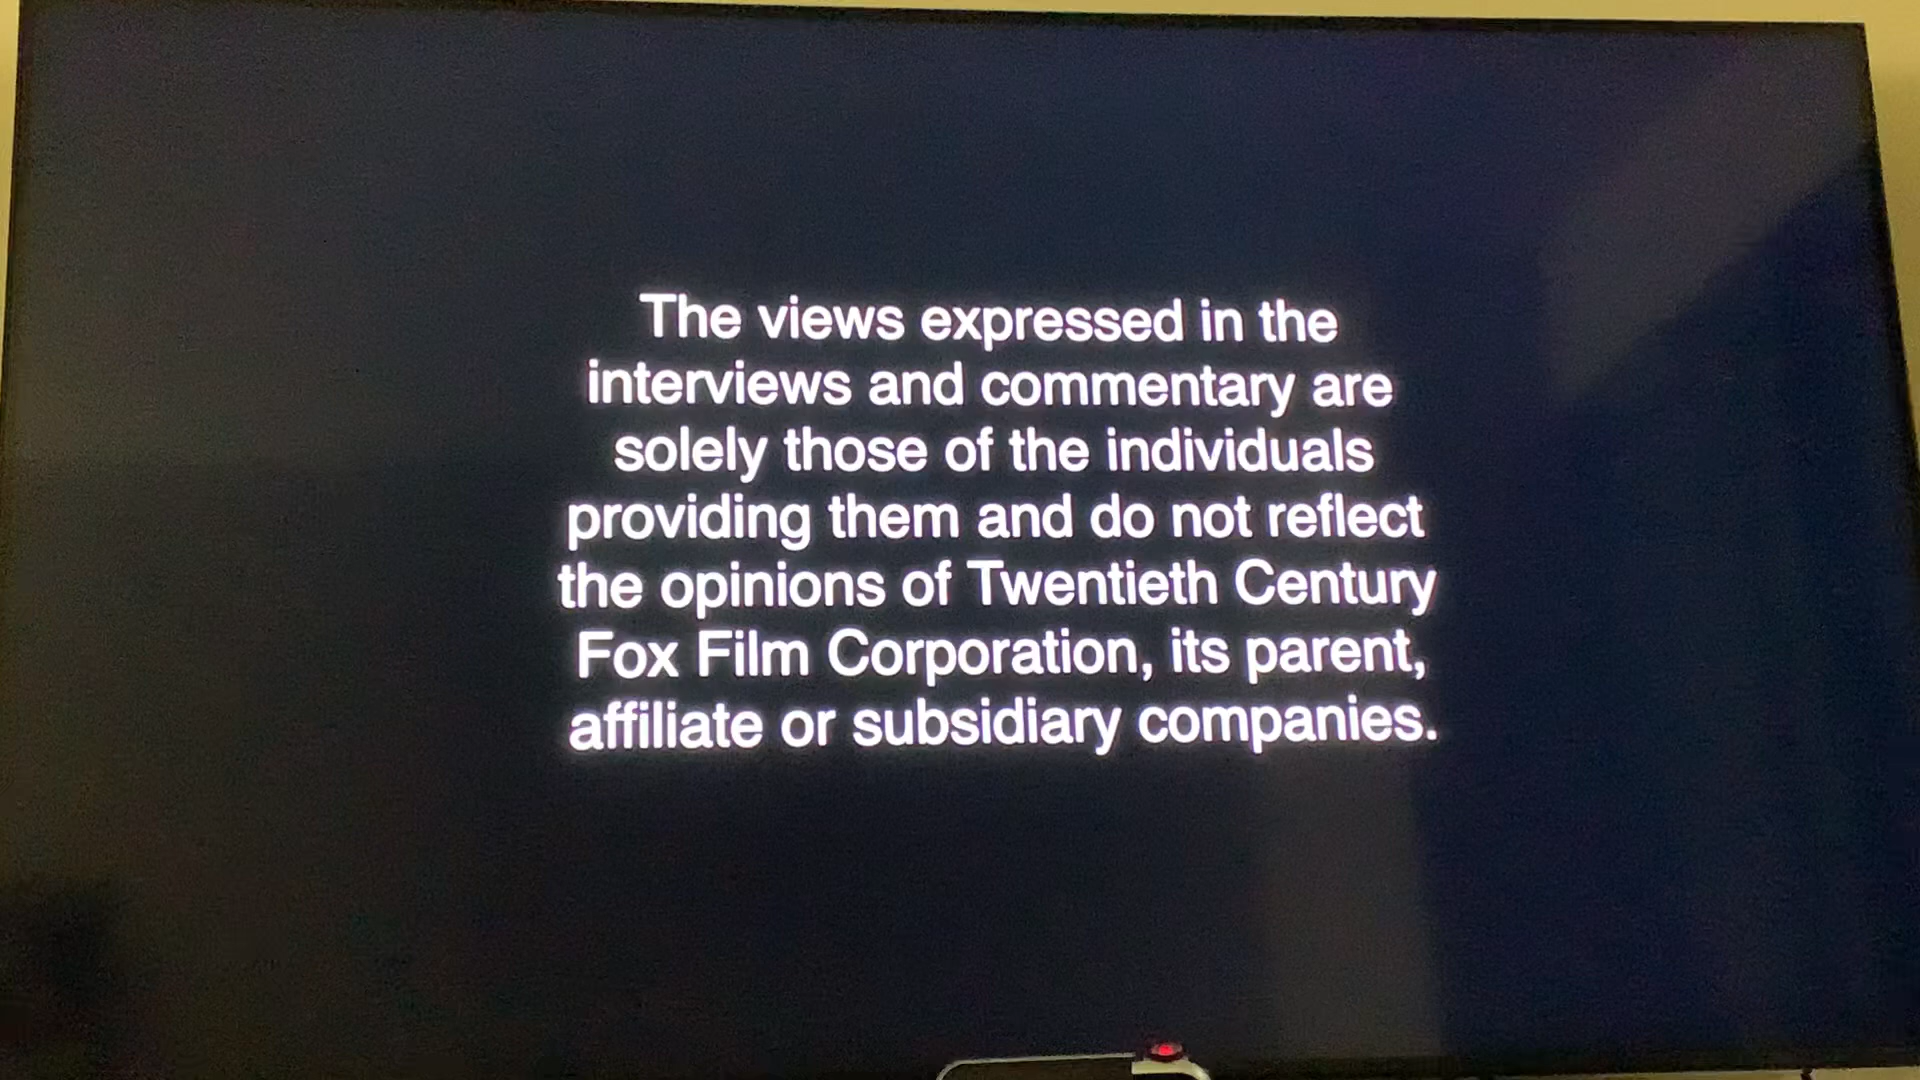 The views expressed in the
interviews and commentary are
solely those of the individuals
providing them and do not reflect
the opinions of Twentieth Century
Fox Film Corporation, its parent,
affiliate or subsidiary companies.